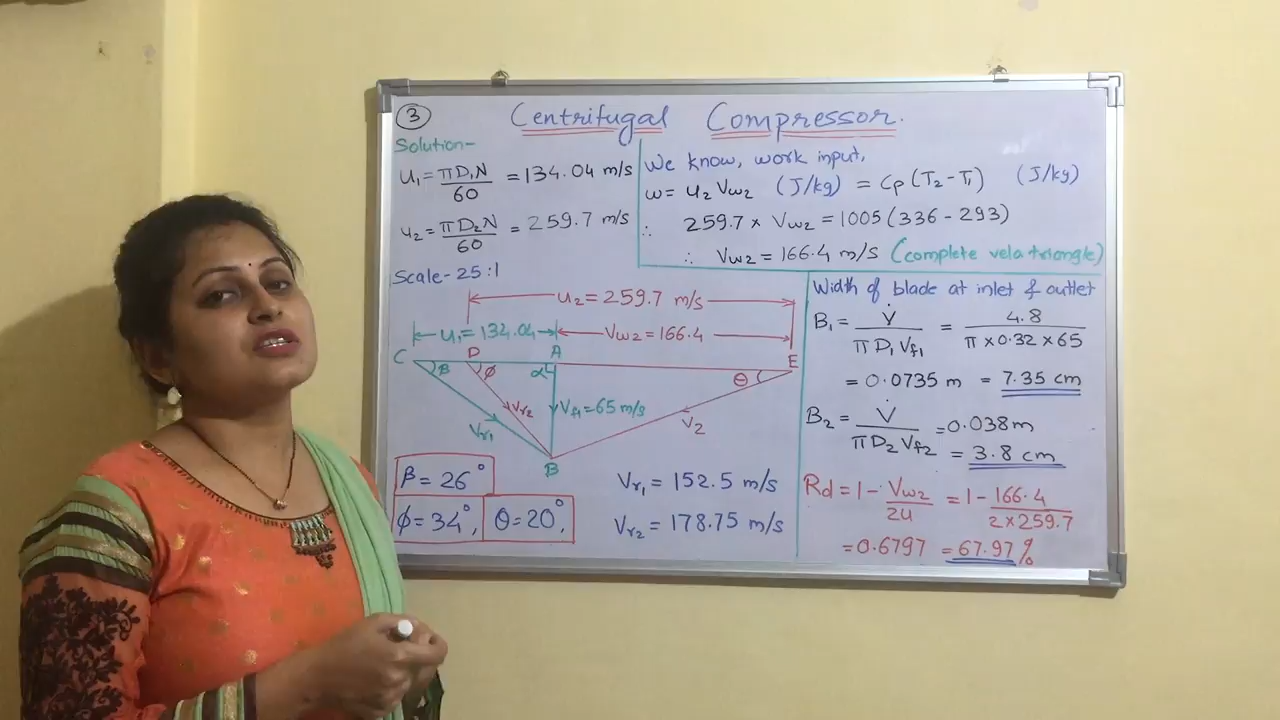 3
Centrifugal Compressor.
Solution-
u₁ = πD₁N/60 = 134.04 m/s
u₂ = πD₂N/60 = 259.7 m/s
Scale - 25:1
We know, work input,
w = u₂ Vw₂ (J/kg) = Cp (T₂ - T₁) (J/kg)
∴ 259.7 × Vw₂ = 1005 (336 - 293)
∴ Vw₂ = 166.4 m/s (complete vela triangle)
u₂ = 259.7 m/s
u₁ = 134.04
Vw₂ = 166.4
C D A E
β φ α θ
Vr₁ Vr₂ Vf₁ = 65 m/s V₂
B
β = 26°
φ = 34°, θ = 20°,
Vr₁ = 152.5 m/s
Vr₂ = 178.75 m/s
Width of blade at inlet & outlet
B₁ = V̇/πD₁Vf₁ = 4.8/π×0.32×65
= 0.0735 m = 7.35 cm
B₂ = V̇/πD₂Vf₂ = 0.038m
= 3.8 cm
Rd = 1 - Vw₂/2u = 1 - 166.4/2×259.7
= 0.6797 = 67.97%